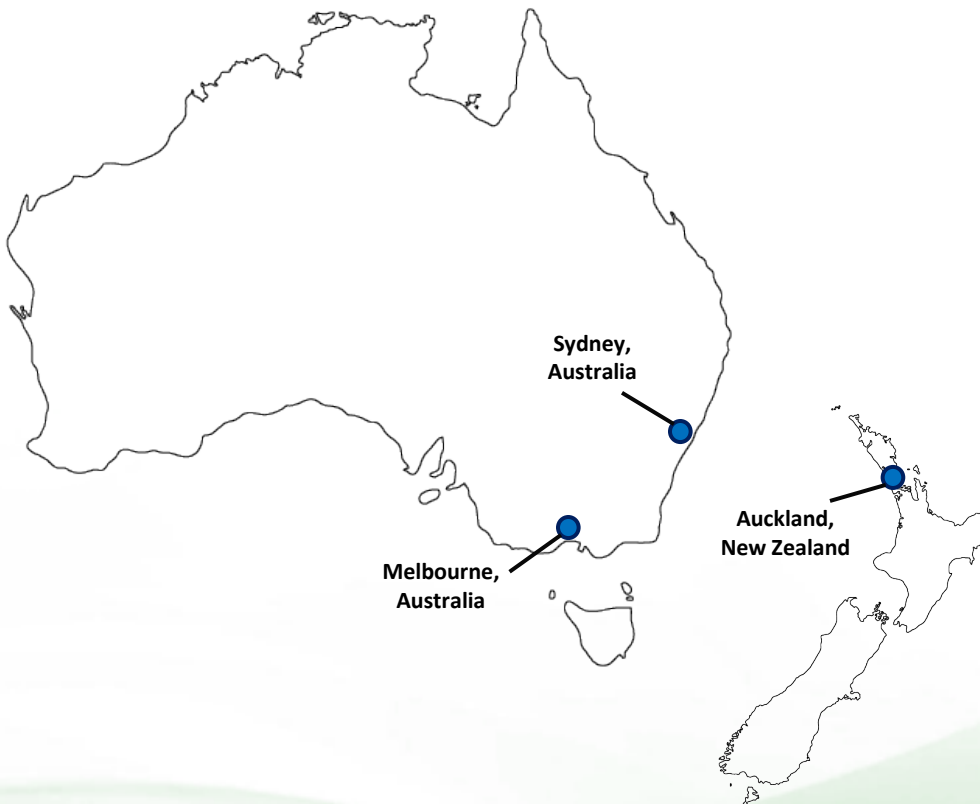 Sydney,
Australia
Auckland,
New Zealand
Melbourne,
Australia